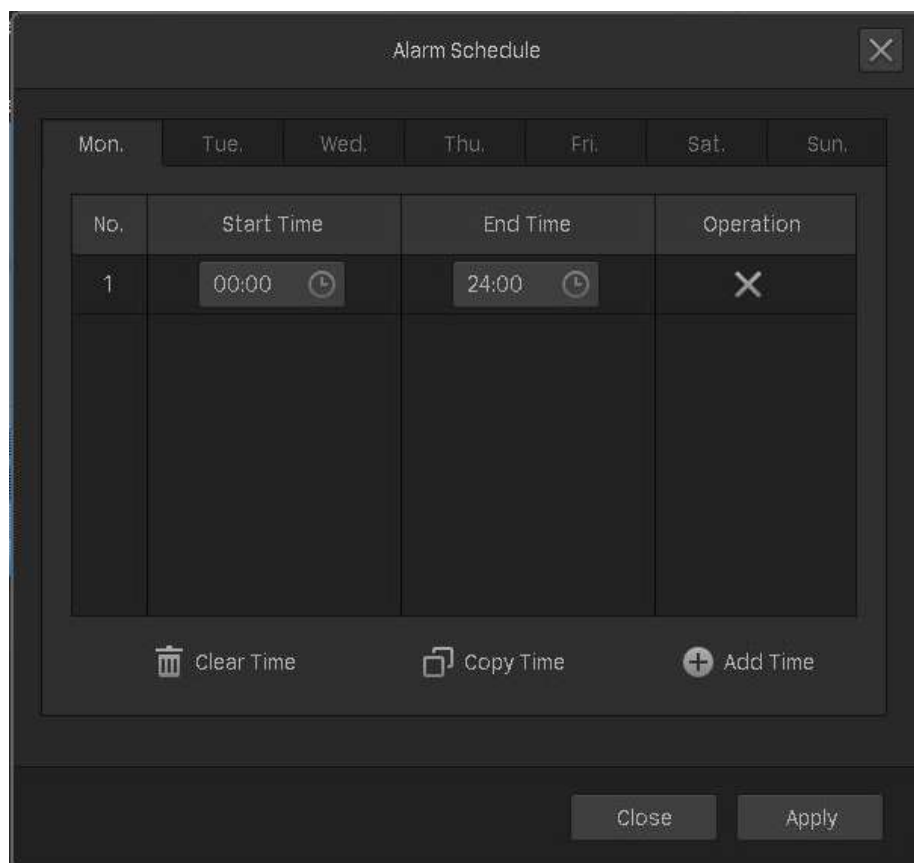 Alarm Schedule
Mon. Tue. Wed. Thu. Fri. Sat. Sun.
No. Start Time End Time Operation
1 00:00 24:00
Clear Time Copy Time Add Time
Close Apply